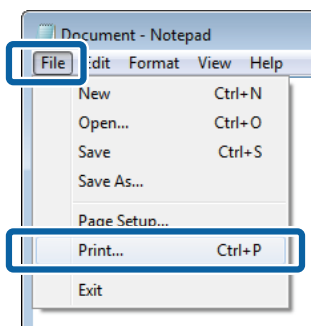 Document - Notepad
File Edit Format View Help
New Ctrl+N
Open... Ctrl+O
Save Ctrl+S
Save As...
Page Setup...
Print... Ctrl+P
Exit